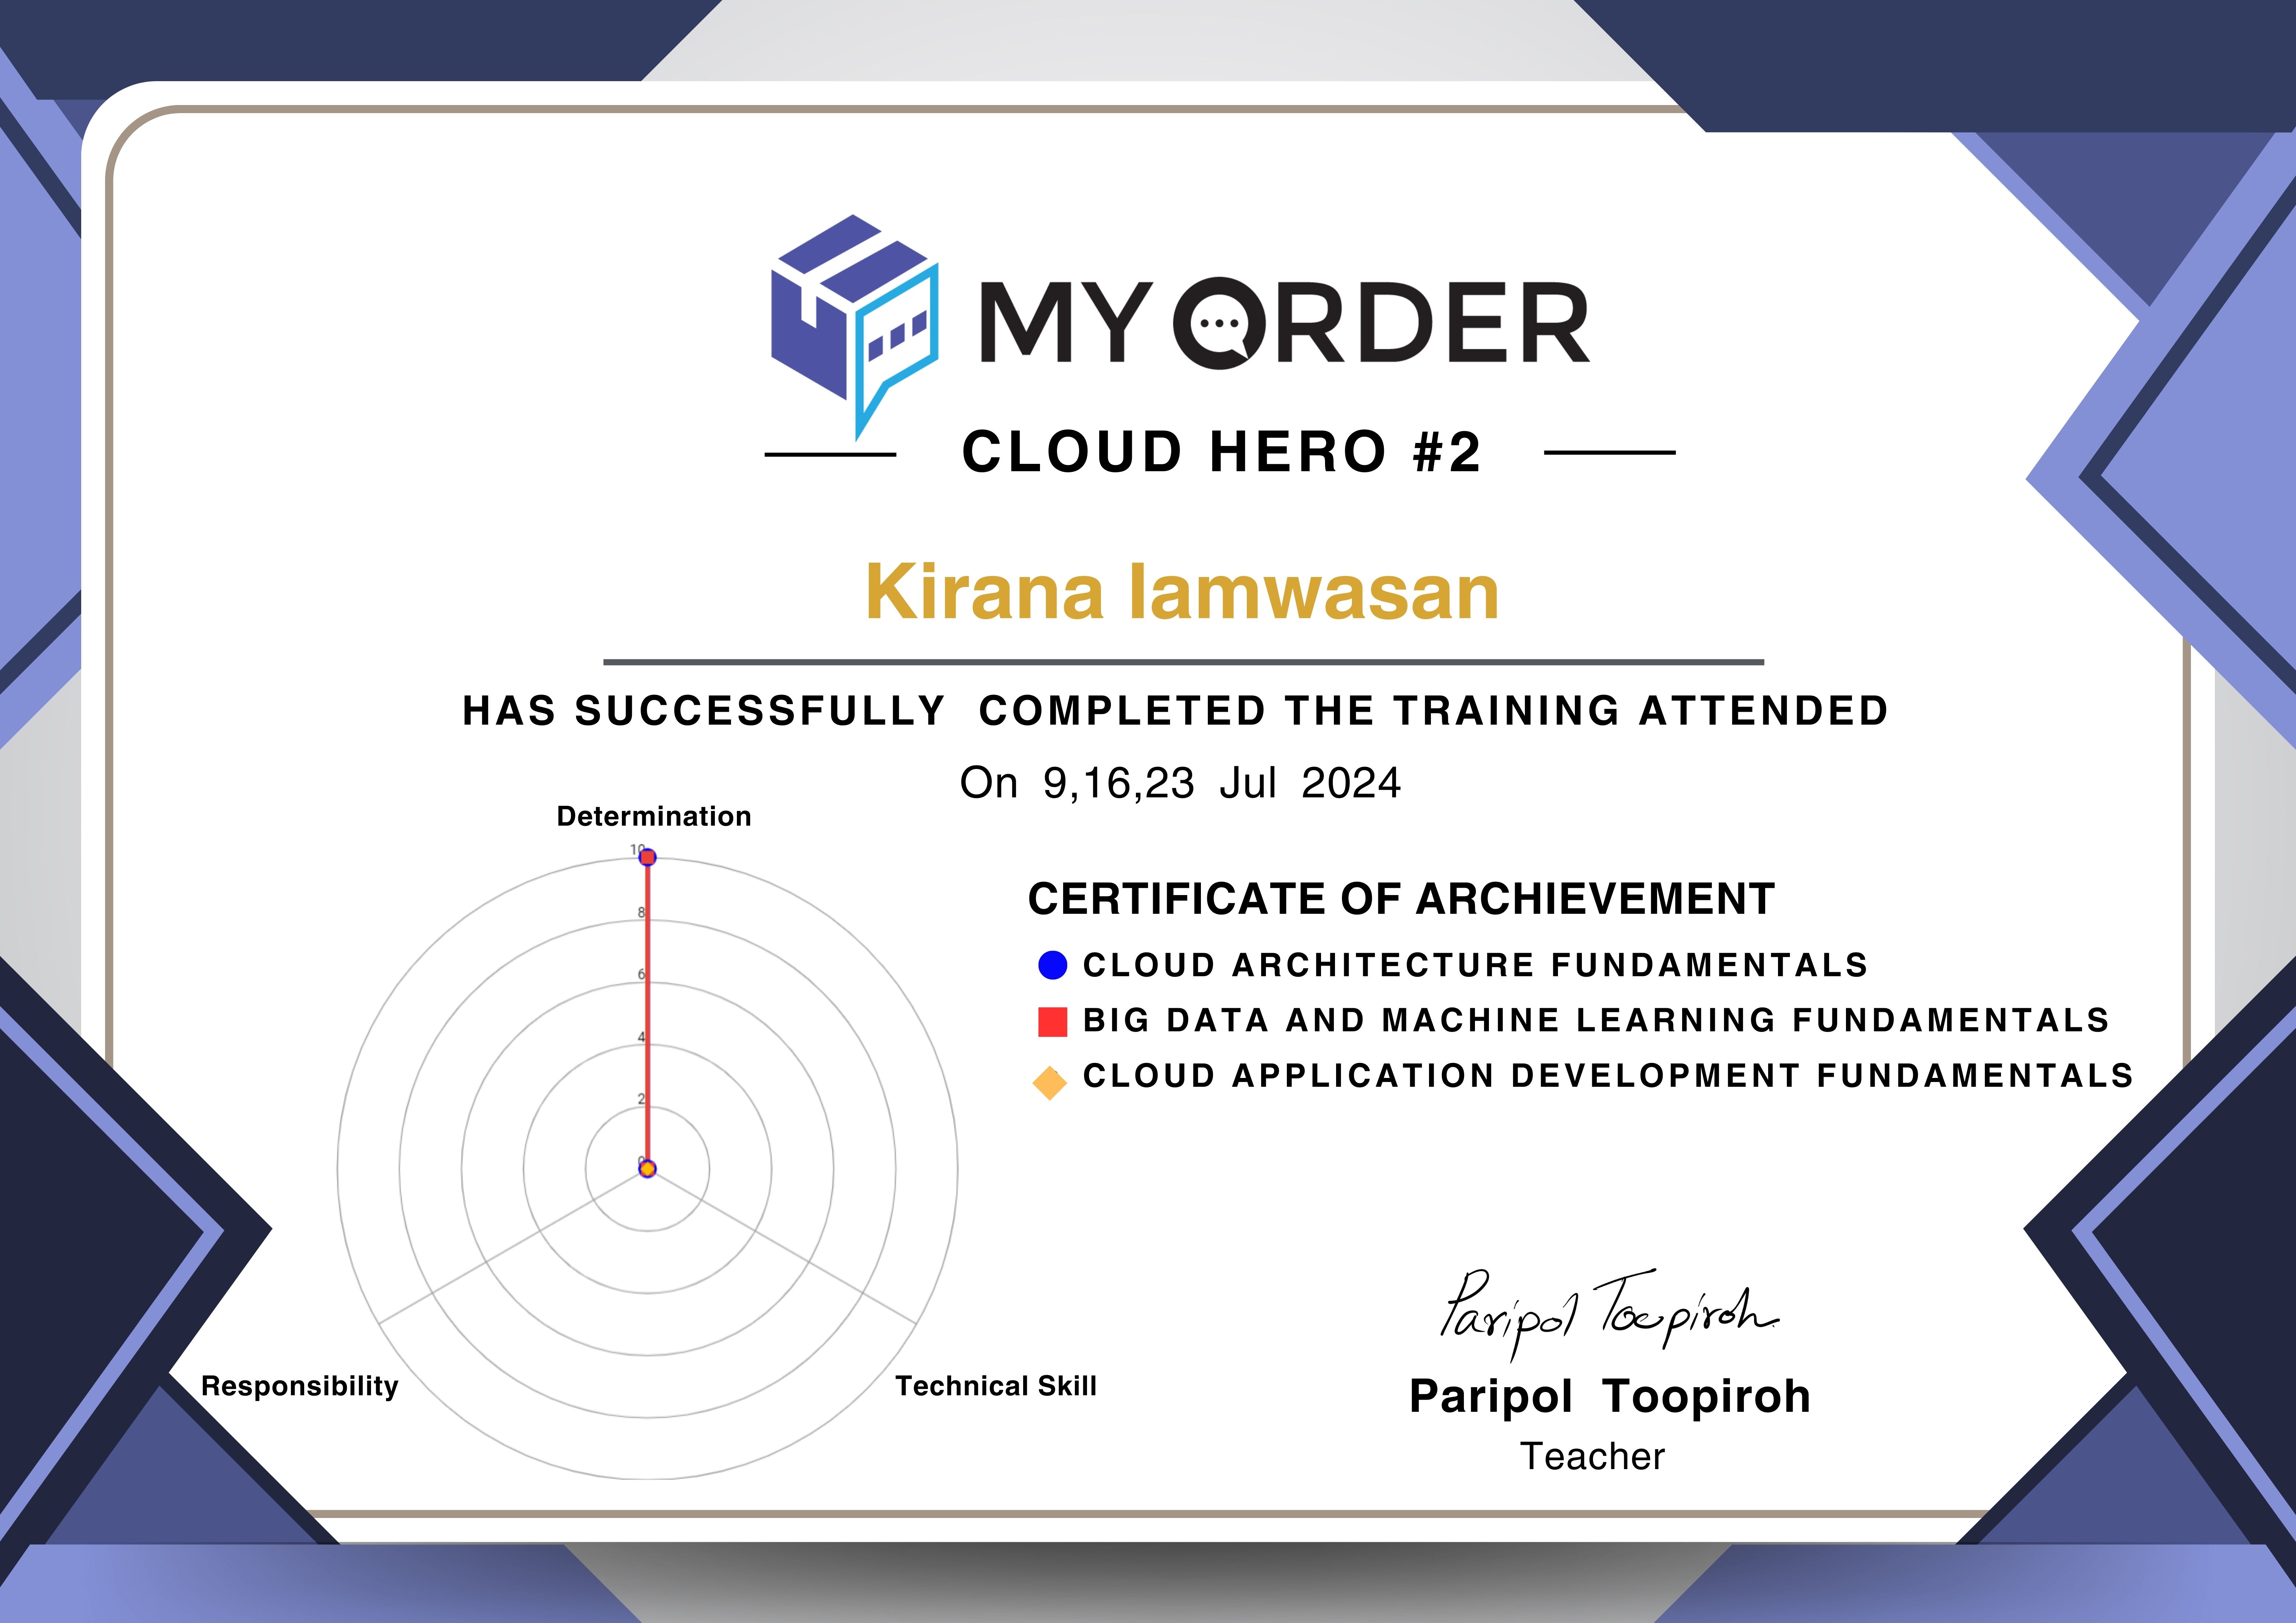 MY ORDER
CLOUD HERO #2
Kirana Iamwasan
HAS SUCCESSFULLY COMPLETED THE TRAINING ATTENDED
On 9,16,23 Jul 2024
Determination
10
8
6
4
2
0
Responsibility
Technical Skill
CERTIFICATE OF ARCHIEVEMENT
CLOUD ARCHITECTURE FUNDAMENTALS
BIG DATA AND MACHINE LEARNING FUNDAMENTALS
CLOUD APPLICATION DEVELOPMENT FUNDAMENTALS
Paripol Toopiroh
Paripol Toopiroh
Teacher